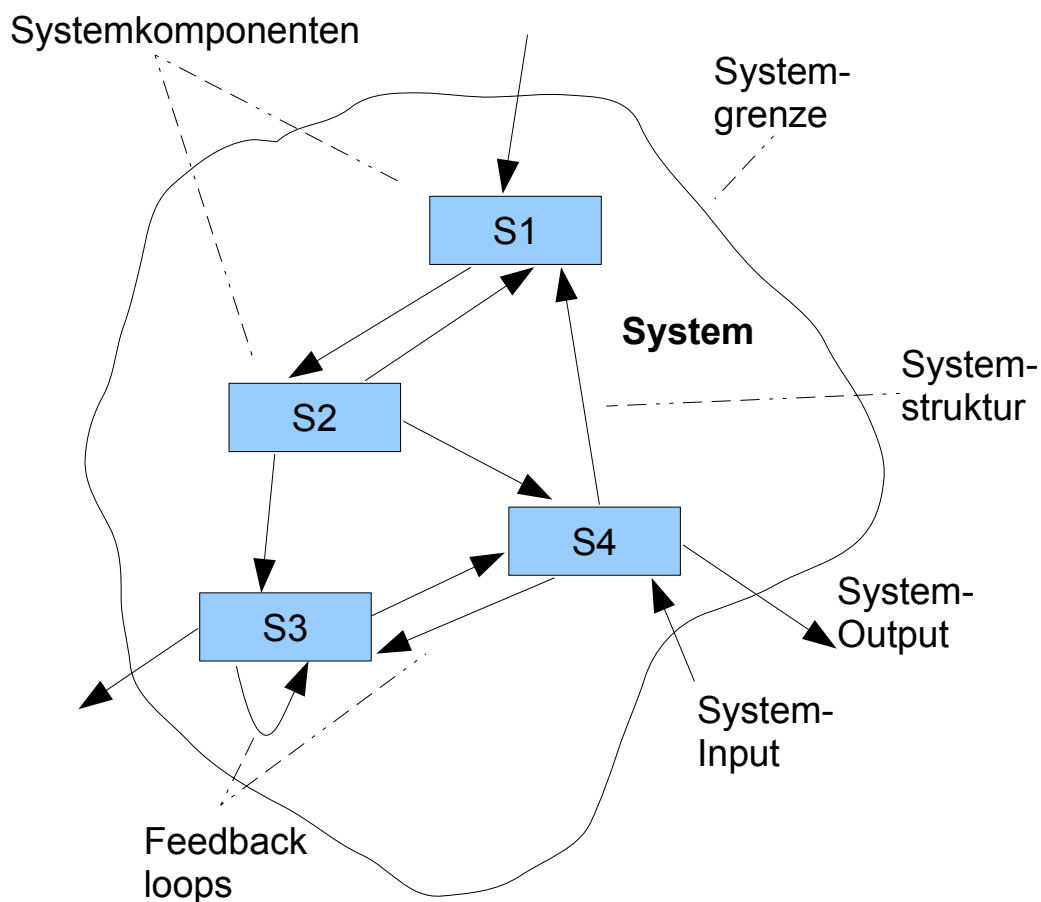 Systemkomponenten
System-
grenze
S1
System
System-
struktur
S2
S4
System-
Output
S3
System-
Input
Feedback
loops